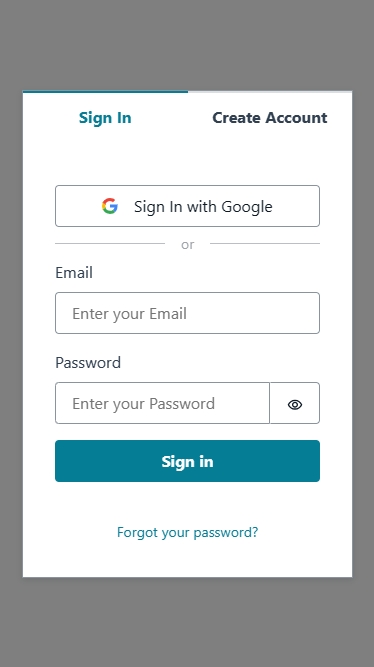 Sign In
Create Account
Sign In with Google
or
Email
Enter your Email
Password
Enter your Password
Sign in
Forgot your password?